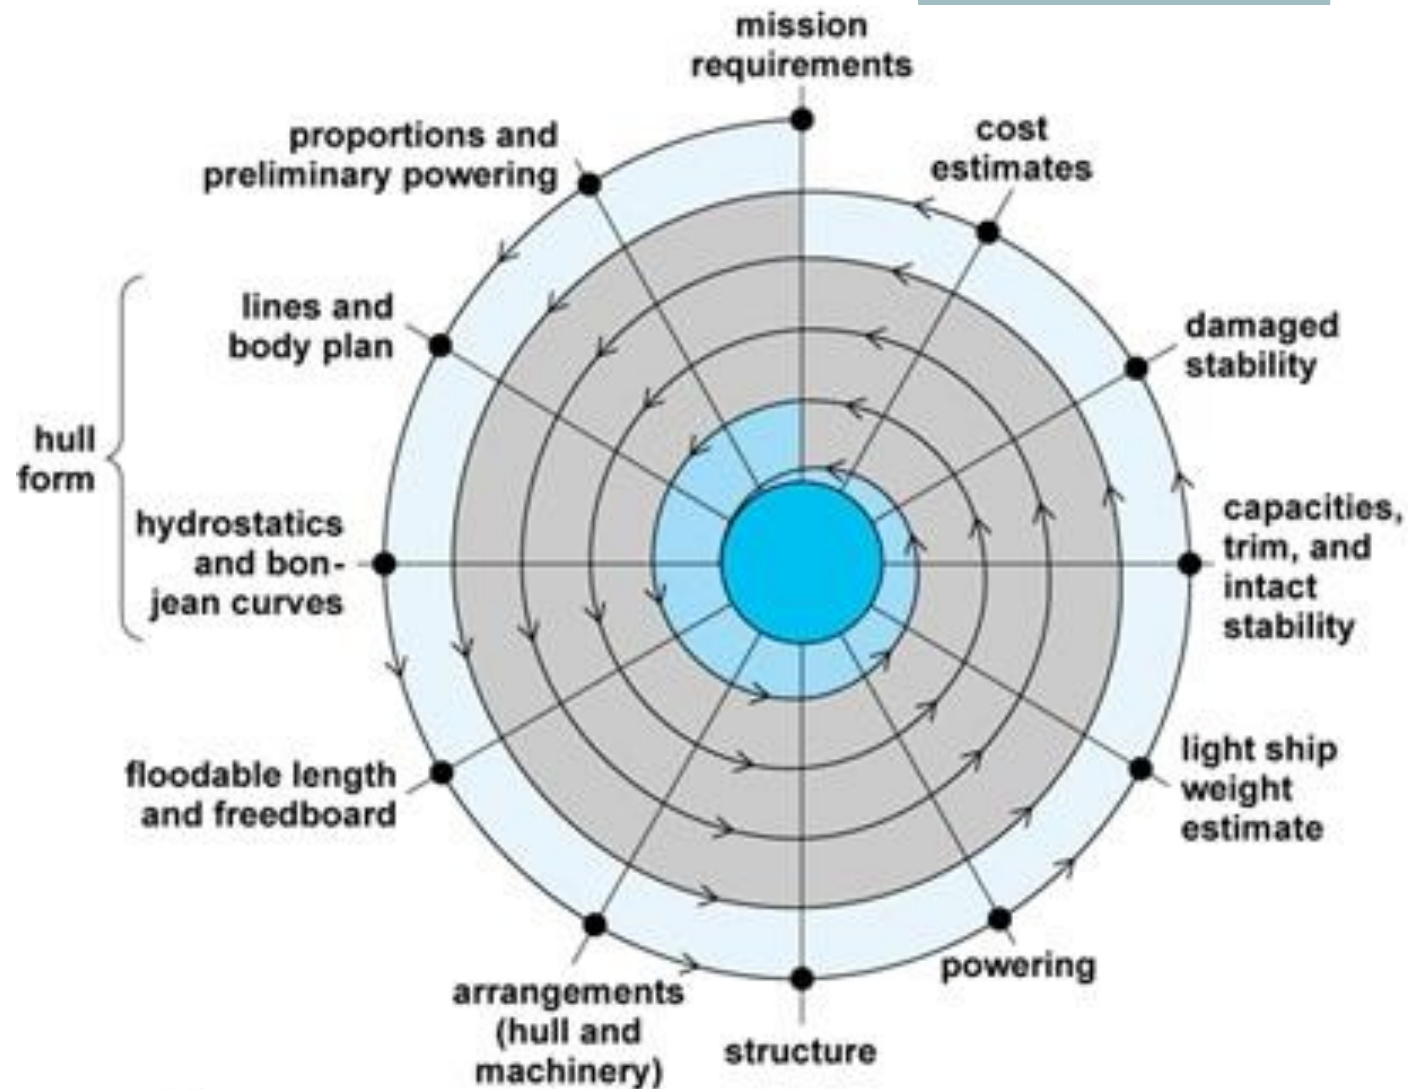 mission
requirements
proportions and
preliminary powering
cost
estimates
lines and
body plan
damaged
stability
hull
form
hydrostatics
and bon-
jean curves
capacities,
trim, and
intact
stability
floodable length
and freedboard
light ship
weight
estimate
arrangements
(hull and
machinery)
structure
powering